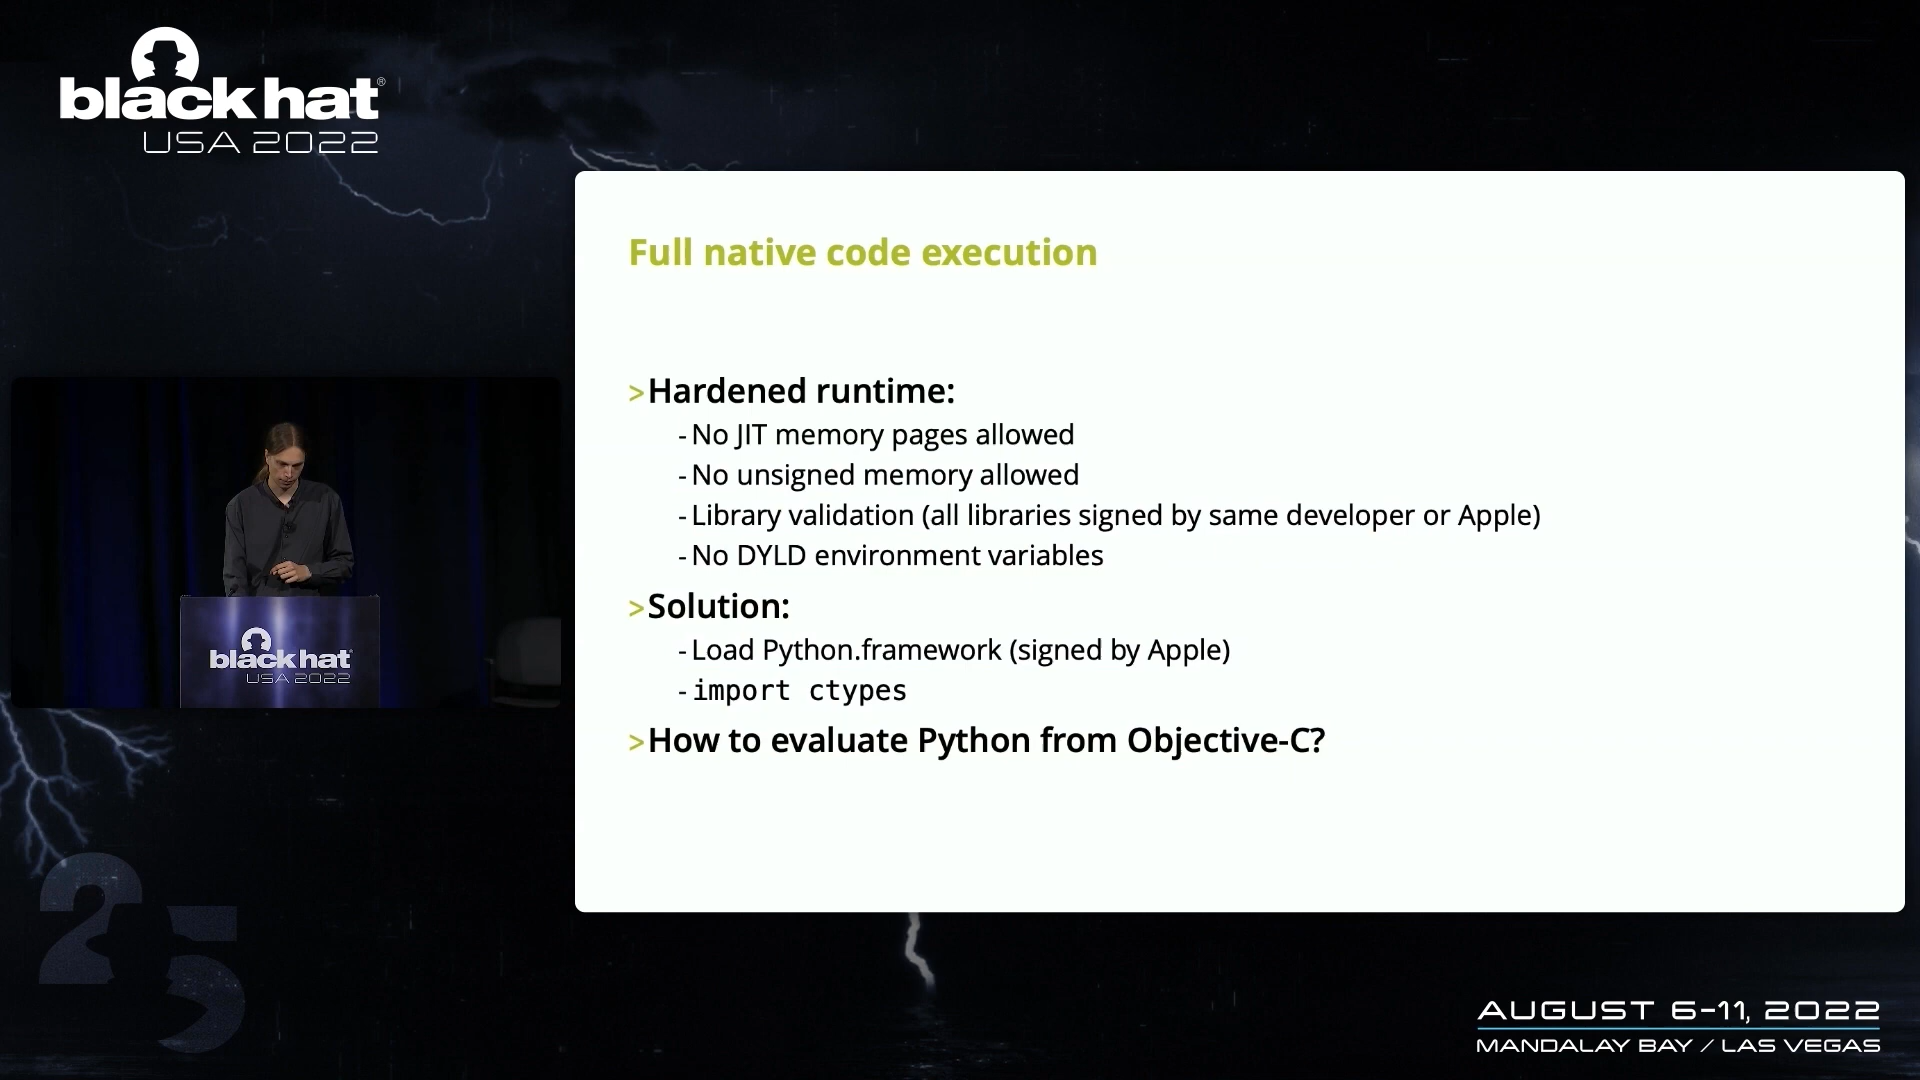 black hat®
USA 2022
Full native code execution
>Hardened runtime:
-No JIT memory pages allowed
-No unsigned memory allowed
-Library validation (all libraries signed by same developer or Apple)
-No DYLD environment variables
>Solution:
-Load Python.framework (signed by Apple)
-import ctypes
>How to evaluate Python from Objective-C?
black hat
USA 2022
25
AUGUST 6-11, 2022
MANDALAY BAY / LAS VEGAS